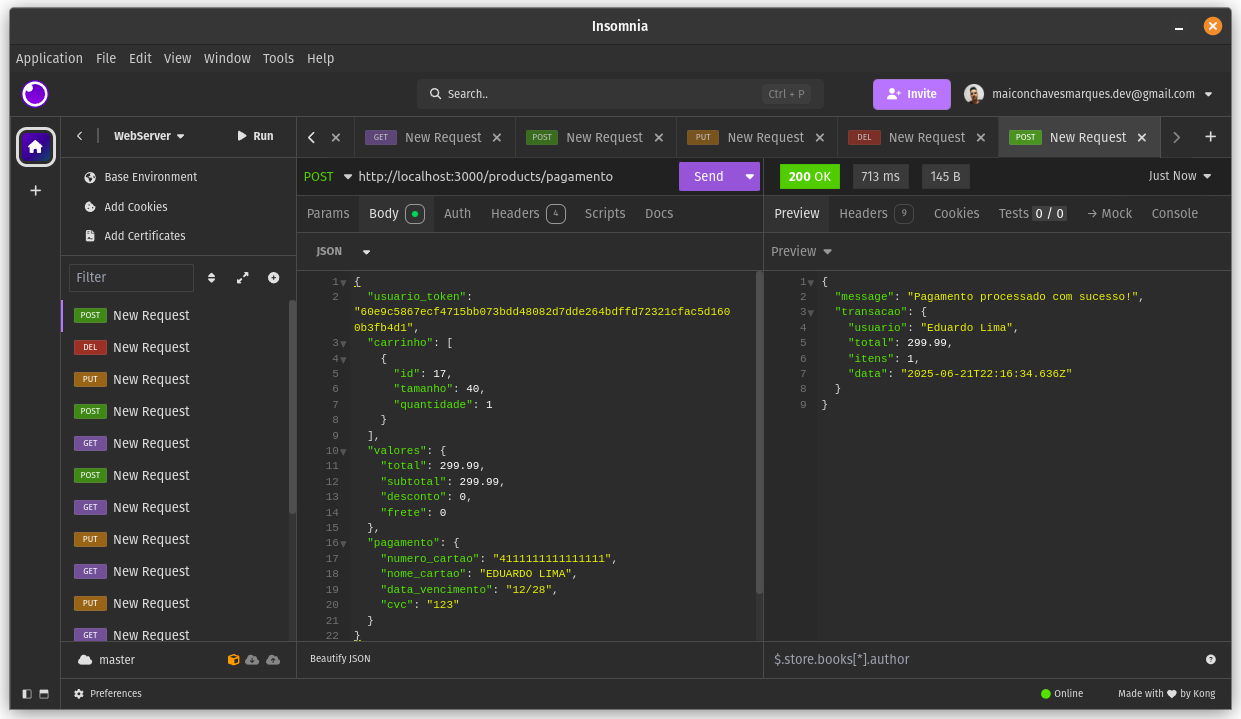 Insomnia
Application File Edit View Window Tools Help
Search.. Ctrl + P
Invite
maiconchavesmarques.dev@gmail.com
WebServer
Run
GET New Request
POST New Request
PUT New Request
DEL New Request
POST New Request
Base Environment
Add Cookies
Add Certificates
Filter
POST New Request
DEL New Request
PUT New Request
POST New Request
GET New Request
POST New Request
GET New Request
PUT New Request
GET New Request
PUT New Request
GET New Request
master
POST http://localhost:3000/products/pagamento
Send
Params Body Auth Headers 4 Scripts Docs
JSON
1 {
2 "usuario_token":
"60e9c5867ecf4715bb073bdd48082d7dde264bdffd72321cfac5d160
0b3fb4d1",
3 "carrinho": [
4 {
5 "id": 17,
6 "tamanho": 40,
7 "quantidade": 1
8 }
9 ],
10 "valores": {
11 "total": 299.99,
12 "subtotal": 299.99,
13 "desconto": 0,
14 "frete": 0
15 },
16 "pagamento": {
17 "numero_cartao": "4111111111111111",
18 "nome_cartao": "EDUARDO LIMA",
19 "data_vencimento": "12/28",
20 "cvc": "123"
21 }
22 }
Beautify JSON
200 OK 713 ms 145 B Just Now
Preview Headers 9 Cookies Tests 0 / 0 Mock Console
Preview
1 {
2 "message": "Pagamento processado com sucesso!",
3 "transacao": {
4 "usuario": "Eduardo Lima",
5 "total": 299.99,
6 "itens": 1,
7 "data": "2025-06-21T22:16:34.636Z"
8 }
9 }
$.store.books[*].author
Preferences
Online
Made with ♥ by Kong